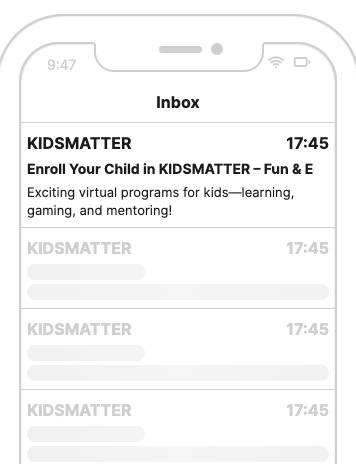 9:47
Inbox
KIDSMATTER 17:45
Enroll Your Child in KIDSMATTER – Fun & E
Exciting virtual programs for kids—learning,
gaming, and mentoring!
KIDSMATTER 17:45
KIDSMATTER 17:45
KIDSMATTER 17:45